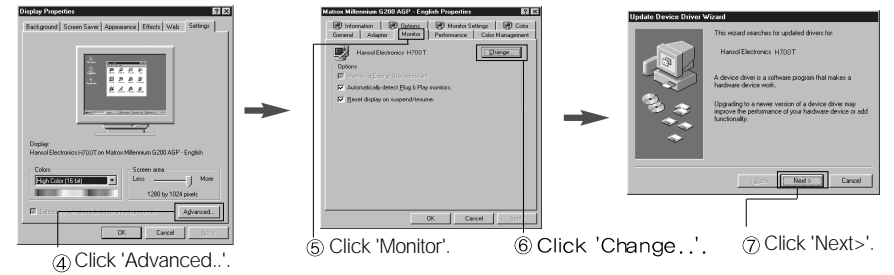 Display Properties
Background Screen Saver Appearance Effects Web Settings
Display:
Hansol Electronics H700T on Matrox Millennium G200 AGP - English
Colors
High Color (16 bit)
Screen area
Less More
1280 by 1024 pixels
Advanced...
OK Cancel Apply
④ Click 'Advanced..'.
Matrox Millennium G200 AGP - English Properties
Information Options Monitor Settings Color
General Adapter Monitor Performance Color Management
Hansol Electronics H700T
Change...
Options
Automatically detect Plug & Play monitors
Reset display on suspend/resume.
OK Cancel Apply
⑤ Click 'Monitor'.
⑥ Click 'Change..'.
Update Device Driver Wizard
This wizard searches for updated drivers for:
Hansol Electronics H700T
A device driver is a software program that makes a
hardware device work.
Upgrading to a newer version of a device driver may
improve the performance of your hardware device or add
functionality.
< Back Next > Cancel
⑦ Click 'Next>'.